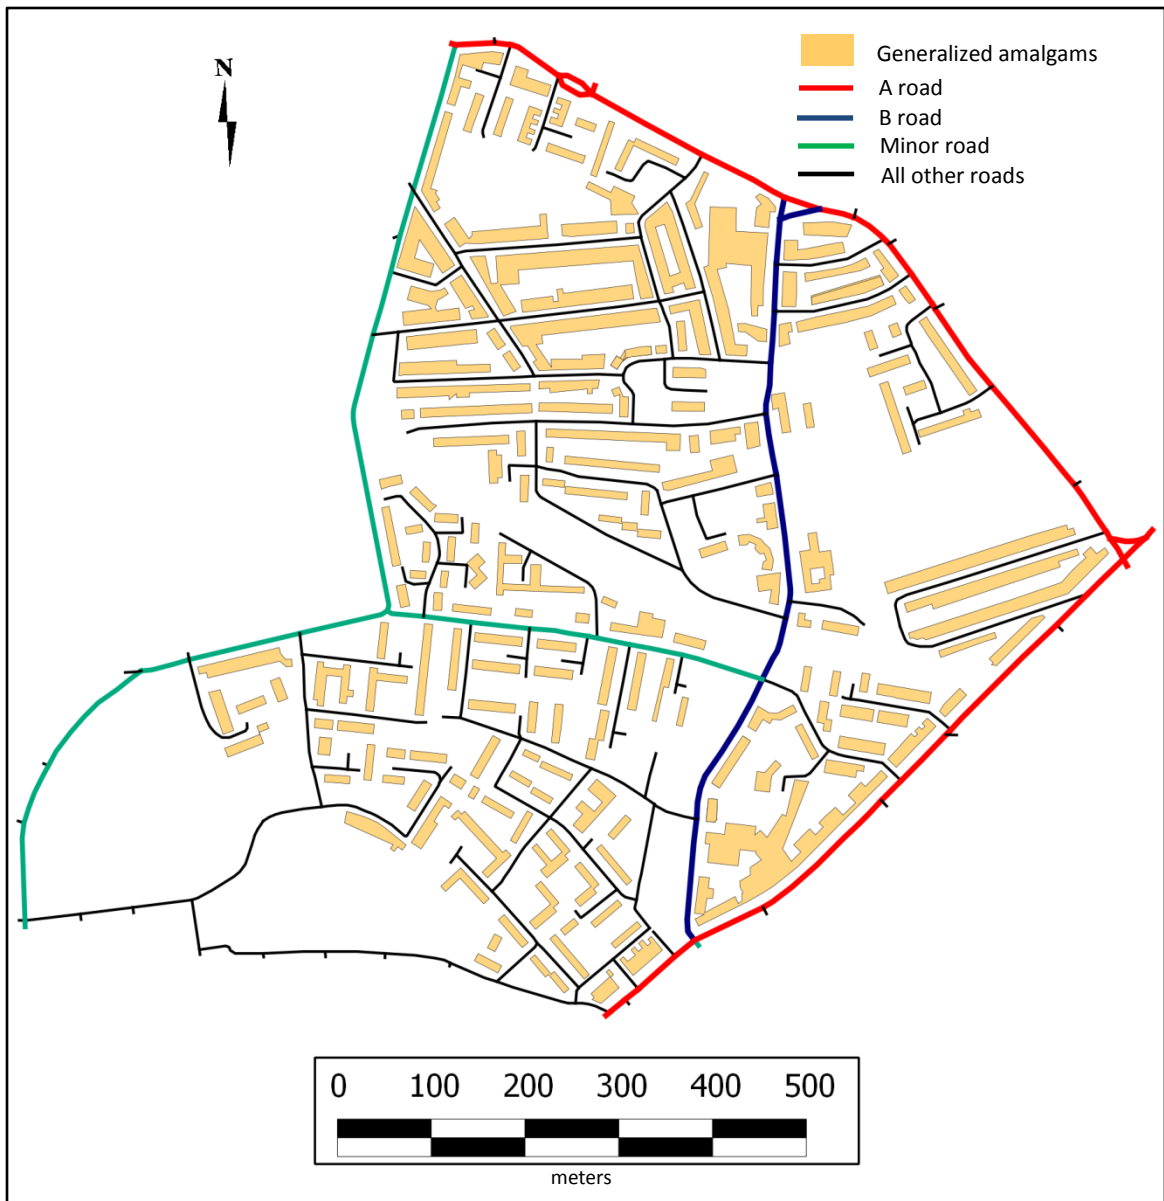 N
Generalized amalgams
A road
B road
Minor road
All other roads
0 100 200 300 400 500
meters